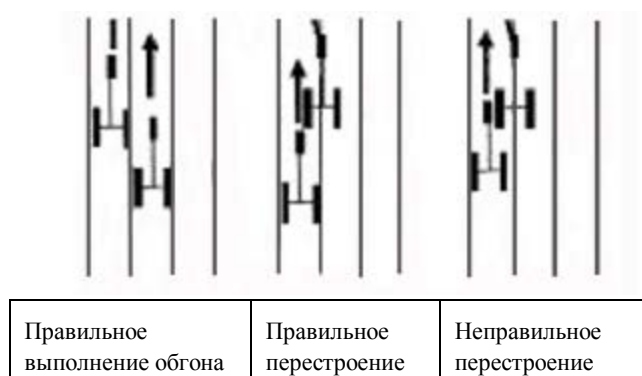 Правильное
выполнение обгона
Правильное
перестроение
Неправильное
перестроение